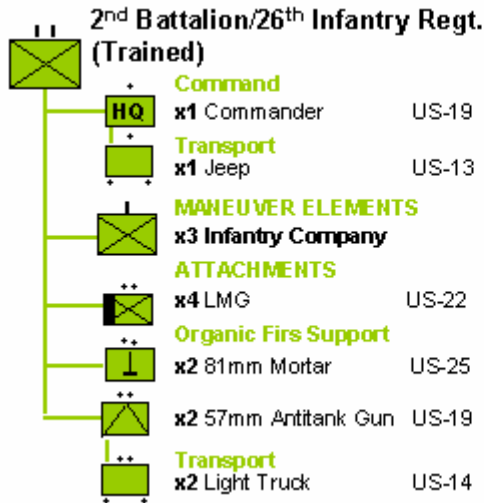 2nd Battalion/26th Infantry Regt.
(Trained)
Command
HQ x1 Commander US-19
Transport
x1 Jeep US-13
MANEUVER ELEMENTS
x3 Infantry Company
ATTACHMENTS
x4 LMG US-22
Organic Firs Support
x2 81mm Mortar US-25
x2 57mm Antitank Gun US-19
Transport
x2 Light Truck US-14